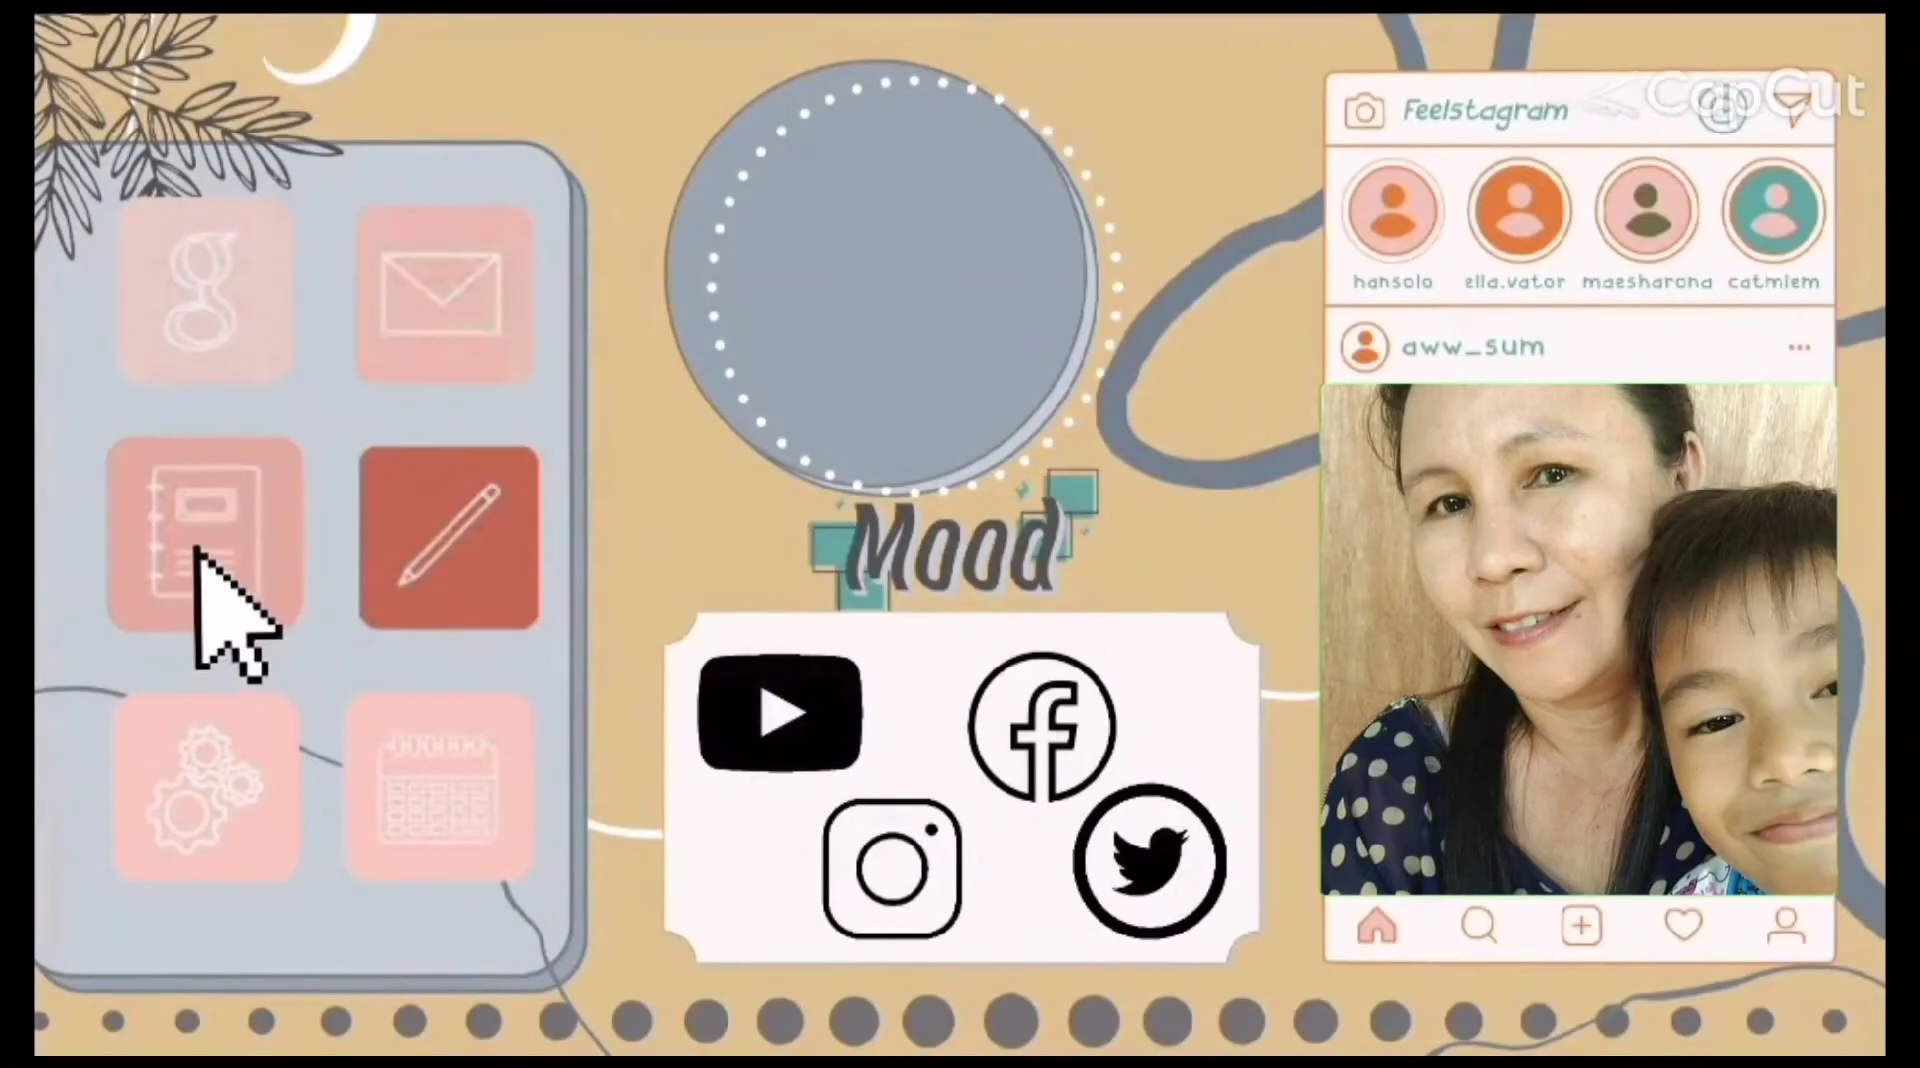 Feelstagram
CapCut
hansolo
ella.vator
maesharona
catmiem
aww_sum
g
Mood
f